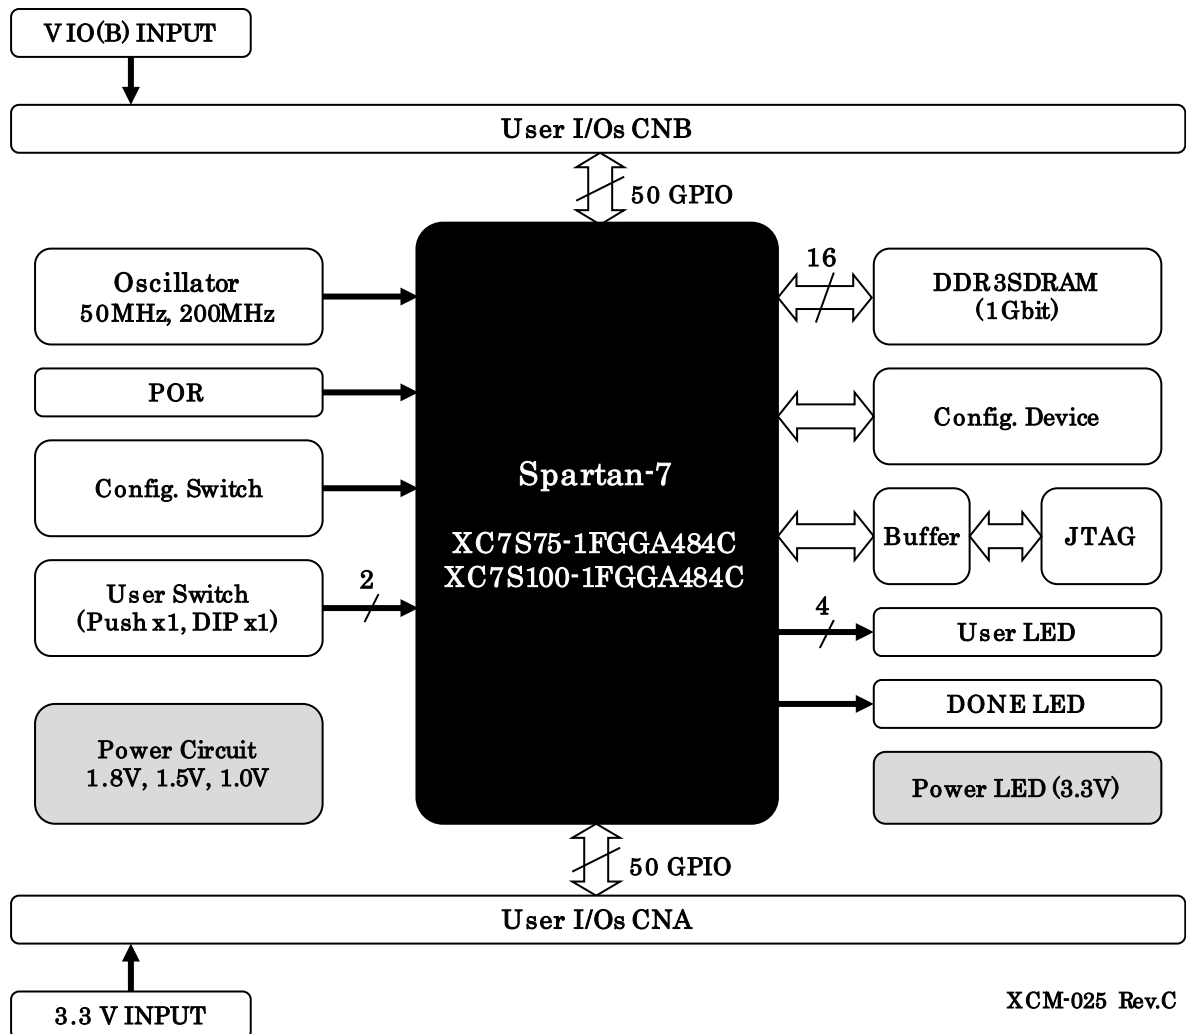 VIO(B) INPUT
User I/Os CNB
50 GPIO
Oscillator
50MHz, 200MHz
POR
Config. Switch
User Switch
(Push x1, DIP x1)
2
Power Circuit
1.8V, 1.5V, 1.0V
Spartan-7
XC7S75-1FGGA484C
XC7S100-1FGGA484C
16
DDR3SDRAM
(1Gbit)
Config. Device
Buffer
JTAG
4
User LED
DONE LED
Power LED (3.3V)
50 GPIO
User I/Os CNA
3.3 V INPUT
XCM-025 Rev.C